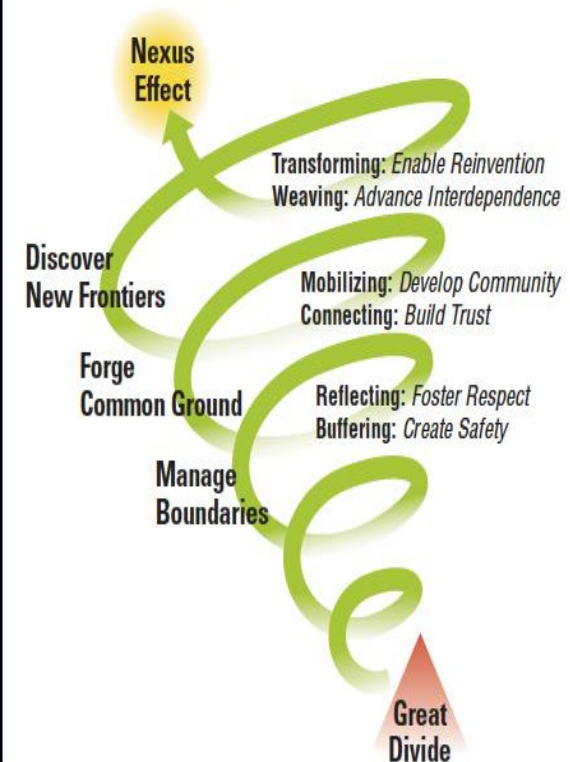 Nexus
Effect
Transforming: Enable Reinvention
Weaving: Advance Interdependence
Discover
New Frontiers
Mobilizing: Develop Community
Connecting: Build Trust
Forge
Common Ground
Reflecting: Foster Respect
Buffering: Create Safety
Manage
Boundaries
Great
Divide